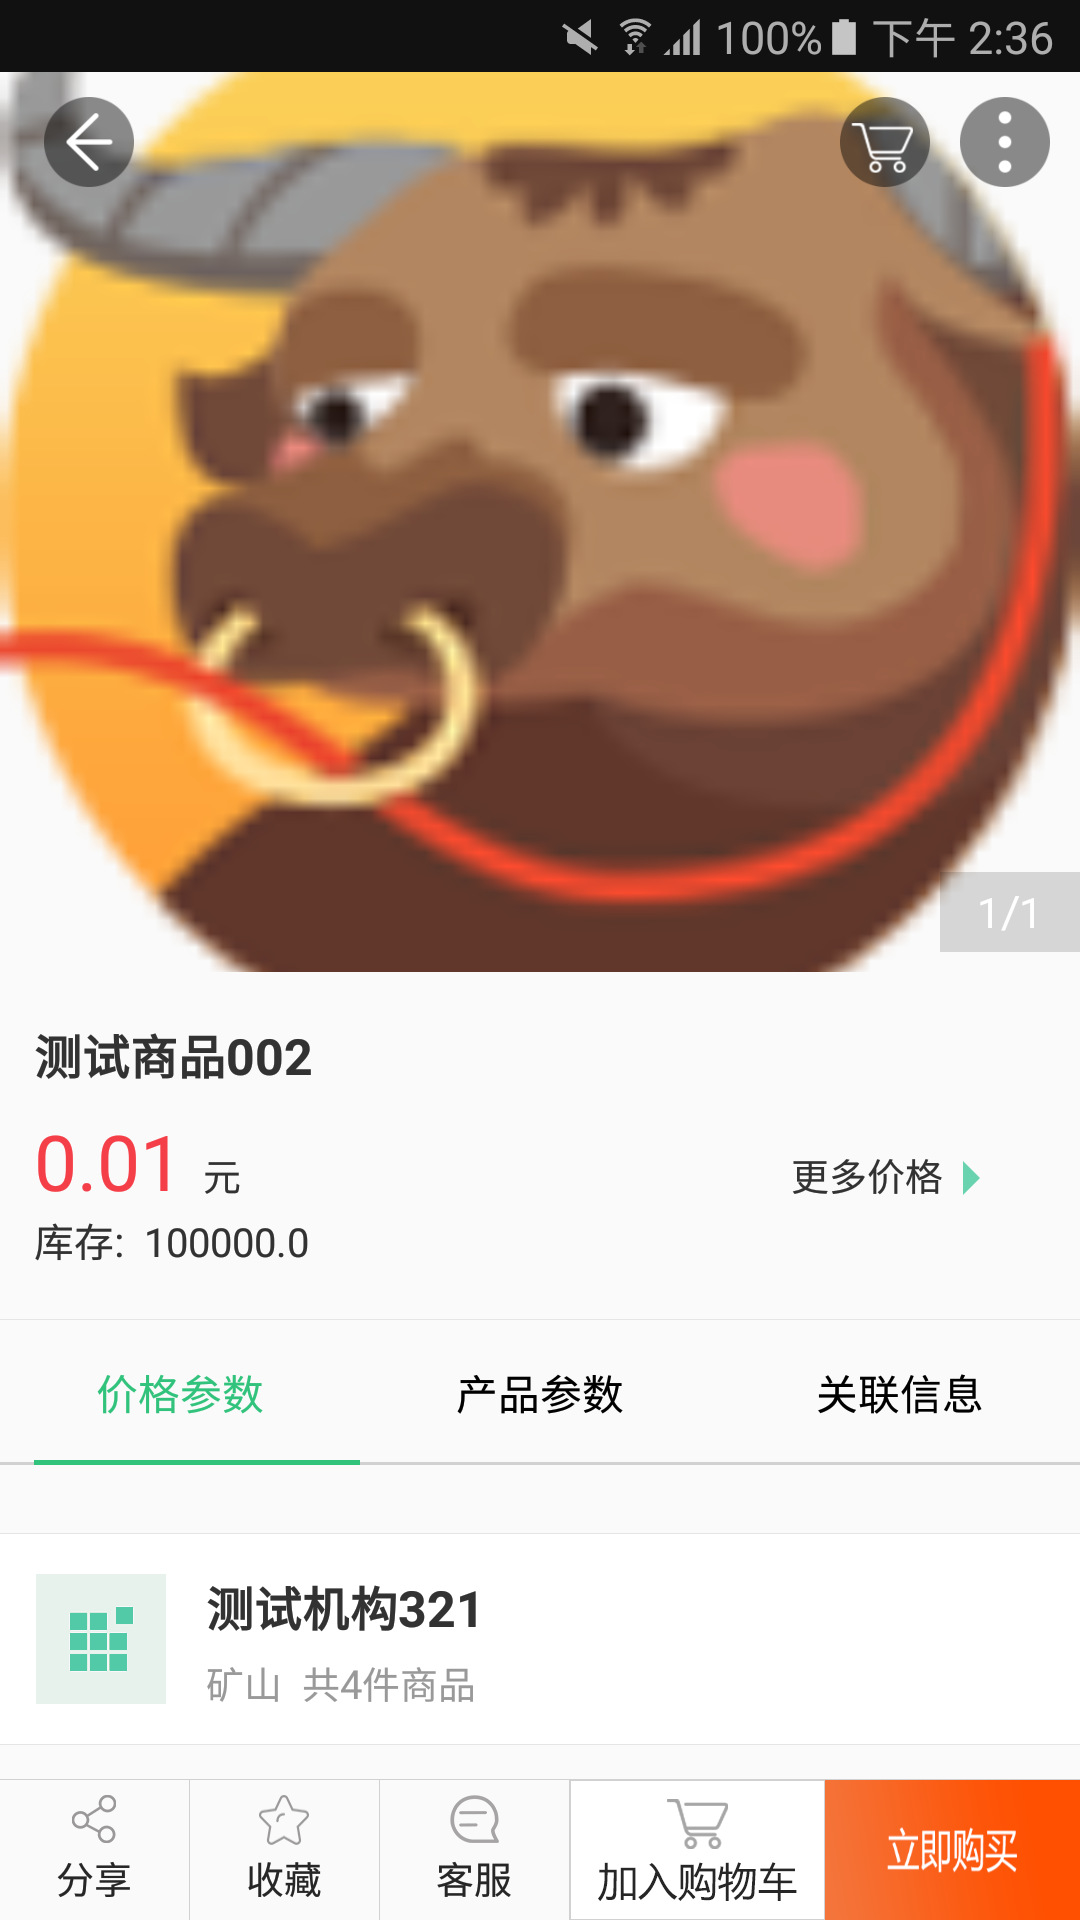 100% 下午 2:36
1/1
测试商品002
0.01 元
更多价格
库存: 100000.0
价格参数 产品参数 关联信息
测试机构321
矿山 共4件商品
分享 收藏 客服 加入购物车 立即购买